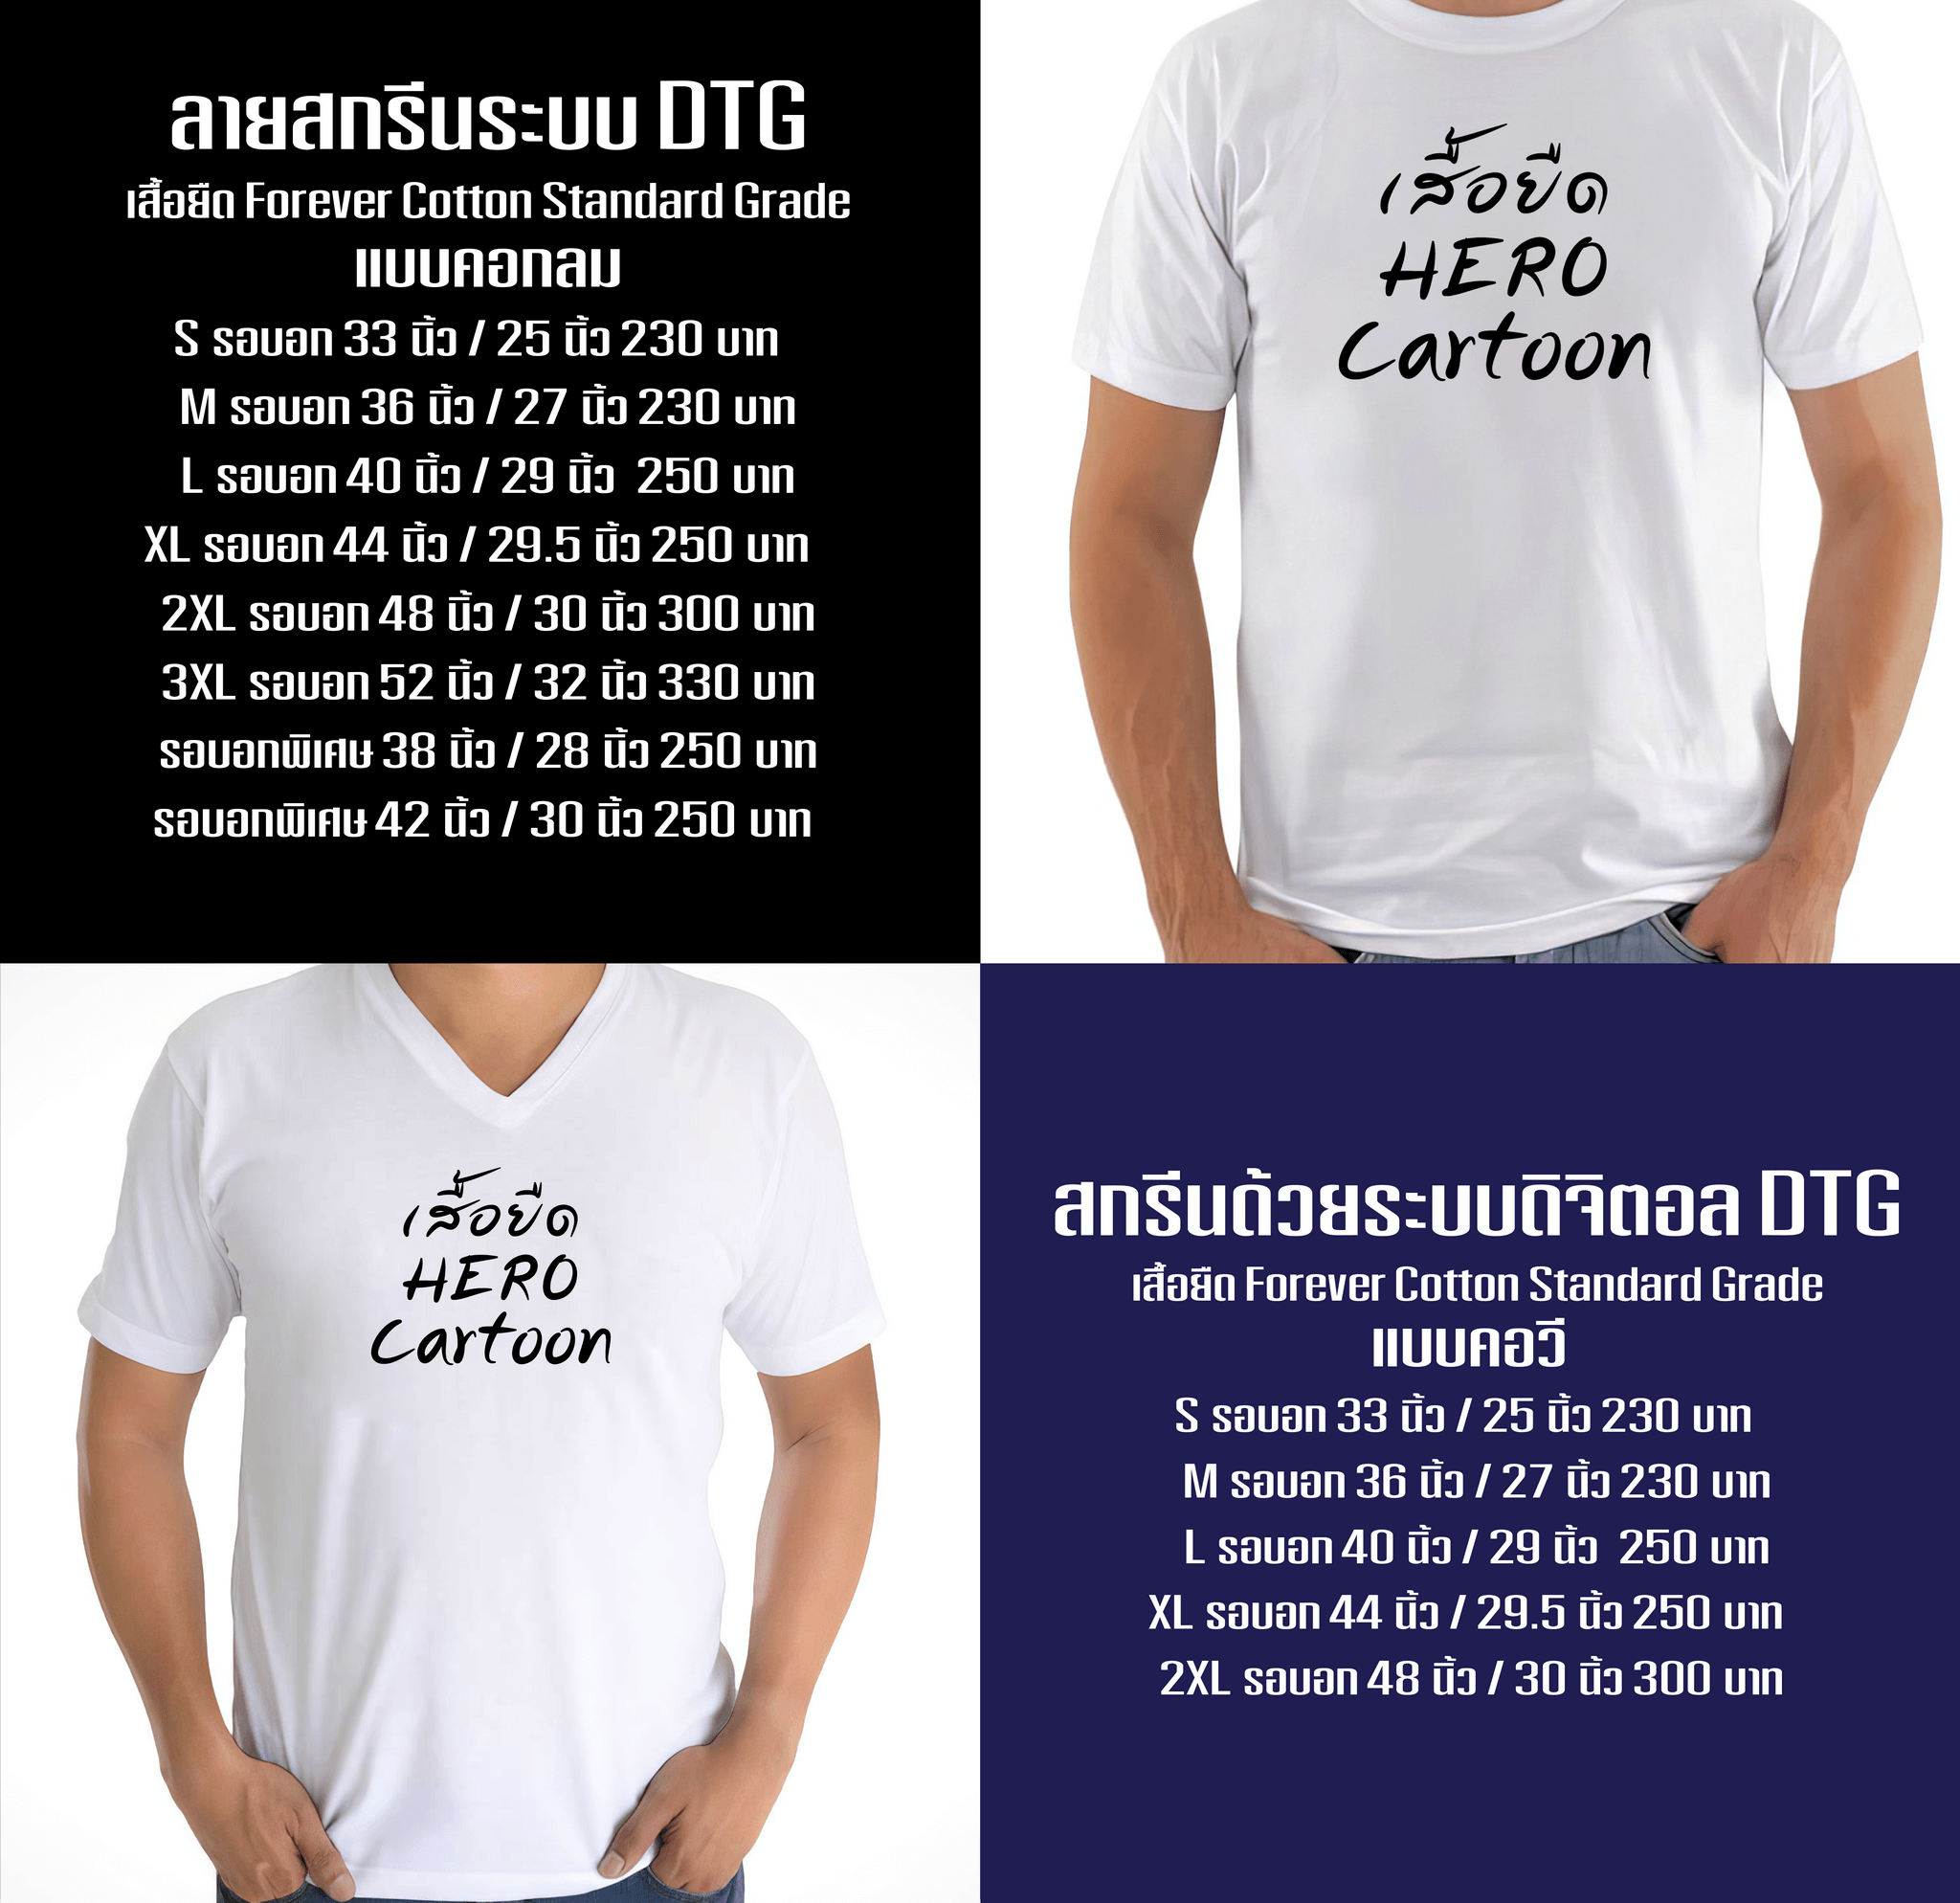 ลายสกรีนระบบ DTG
เสื้อยืด Forever Cotton Standard Grade
แบบคอกลม
S รอบอก 33 นิ้ว / 25 นิ้ว 230 บาท
M รอบอก 36 นิ้ว / 27 นิ้ว 230 บาท
L รอบอก 40 นิ้ว / 29 นิ้ว 250 บาท
XL รอบอก 44 นิ้ว / 29.5 นิ้ว 250 บาท
2XL รอบอก 48 นิ้ว / 30 นิ้ว 300 บาท
3XL รอบอก 52 นิ้ว / 32 นิ้ว 330 บาท
รอบอกพิเศษ 38 นิ้ว / 28 นิ้ว 250 บาท
รอบอกพิเศษ 42 นิ้ว / 30 นิ้ว 250 บาท
เสื้อยืด
HERO
Cartoon
เสื้อยืด
HERO
Cartoon
สกรีนด้วยระบบดิจิตอล DTG
เสื้อยืด Forever Cotton Standard Grade
แบบคอวี
S รอบอก 33 นิ้ว / 25 นิ้ว 230 บาท
M รอบอก 36 นิ้ว / 27 นิ้ว 230 บาท
L รอบอก 40 นิ้ว / 29 นิ้ว 250 บาท
XL รอบอก 44 นิ้ว / 29.5 นิ้ว 250 บาท
2XL รอบอก 48 นิ้ว / 30 นิ้ว 300 บาท